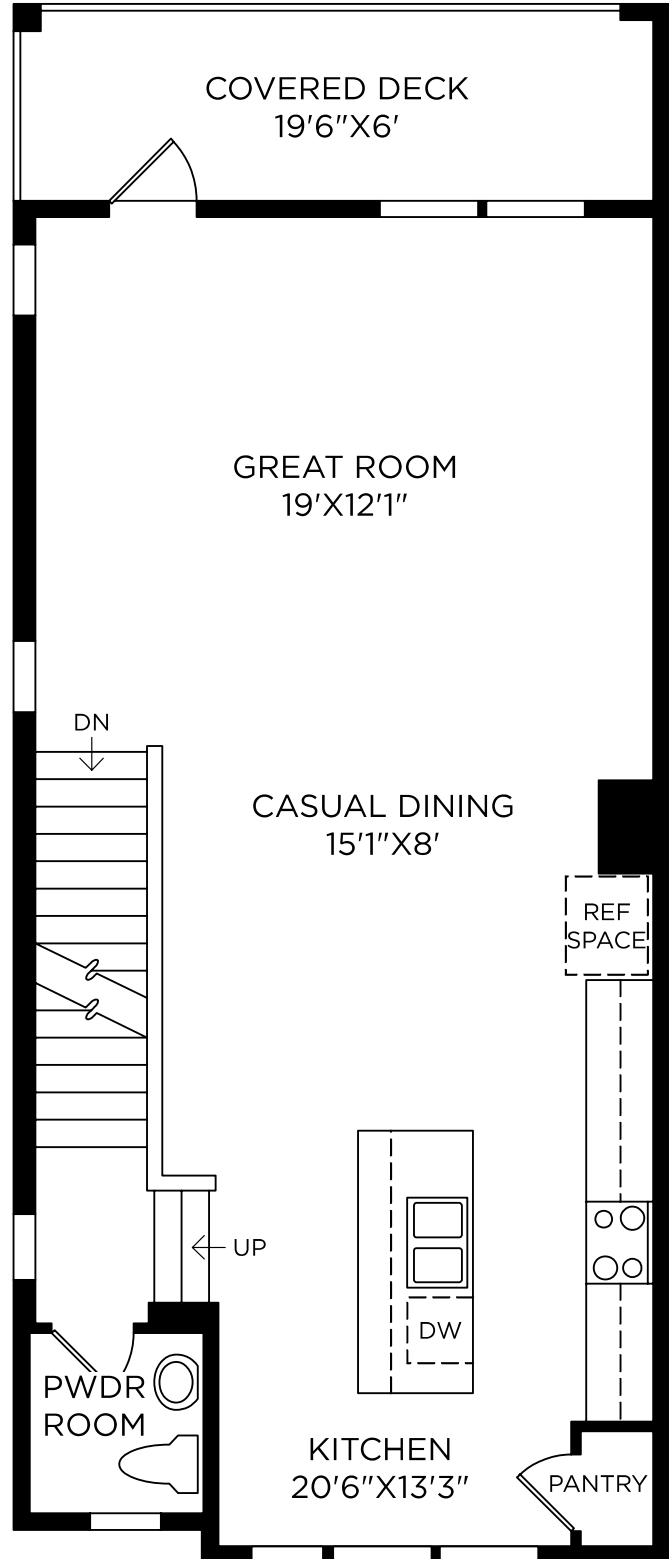 COVERED DECK
19'6"X6'
GREAT ROOM
19'X12'1"
DN
CASUAL DINING
15'1"X8'
REF
SPACE
UP
DW
PWDR
ROOM
KITCHEN
20'6"X13'3"
PANTRY